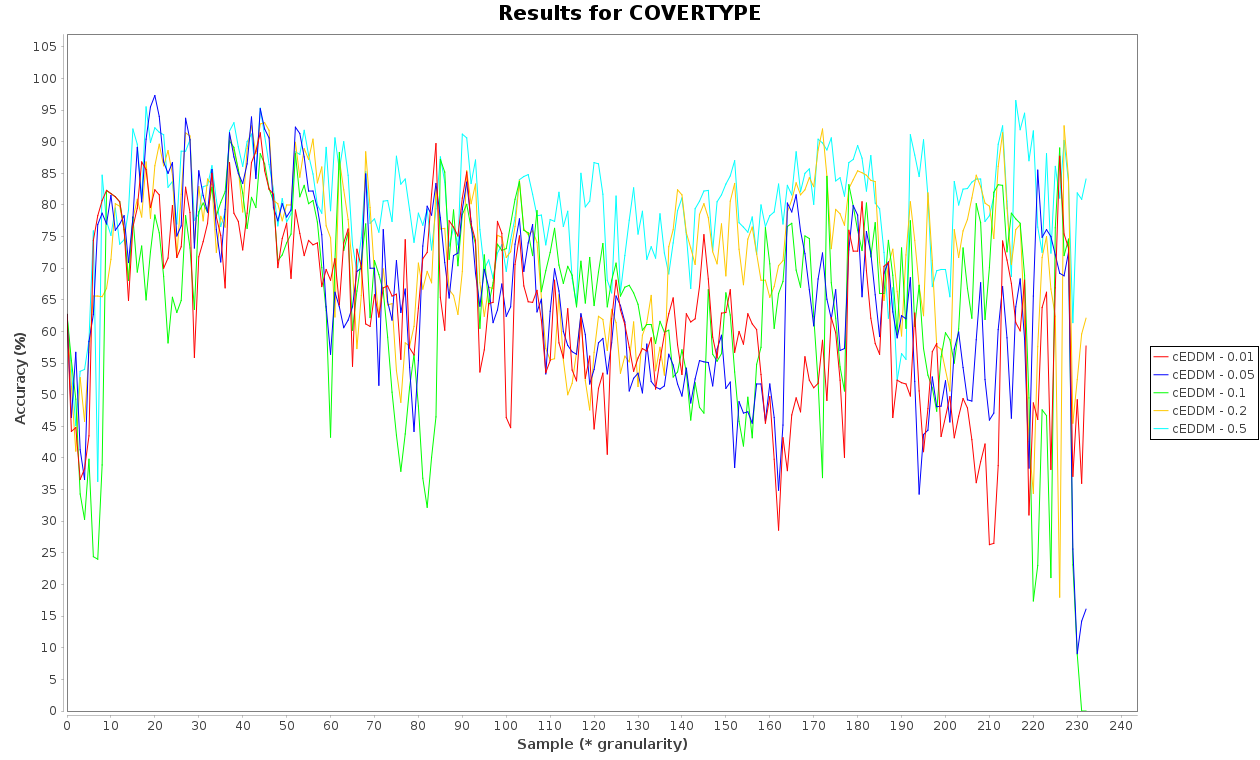 Results for COVERTYPE
Accuracy (%)
105
100
95
90
85
80
75
70
65
60
55
50
45
40
35
30
25
20
15
10
5
0
0 10 20 30 40 50 60 70 80 90 100 110 120 130 140 150 160 170 180 190 200 210 220 230 240
Sample (* granularity)
cEDDM - 0.01
cEDDM - 0.05
cEDDM - 0.1
cEDDM - 0.2
cEDDM - 0.5